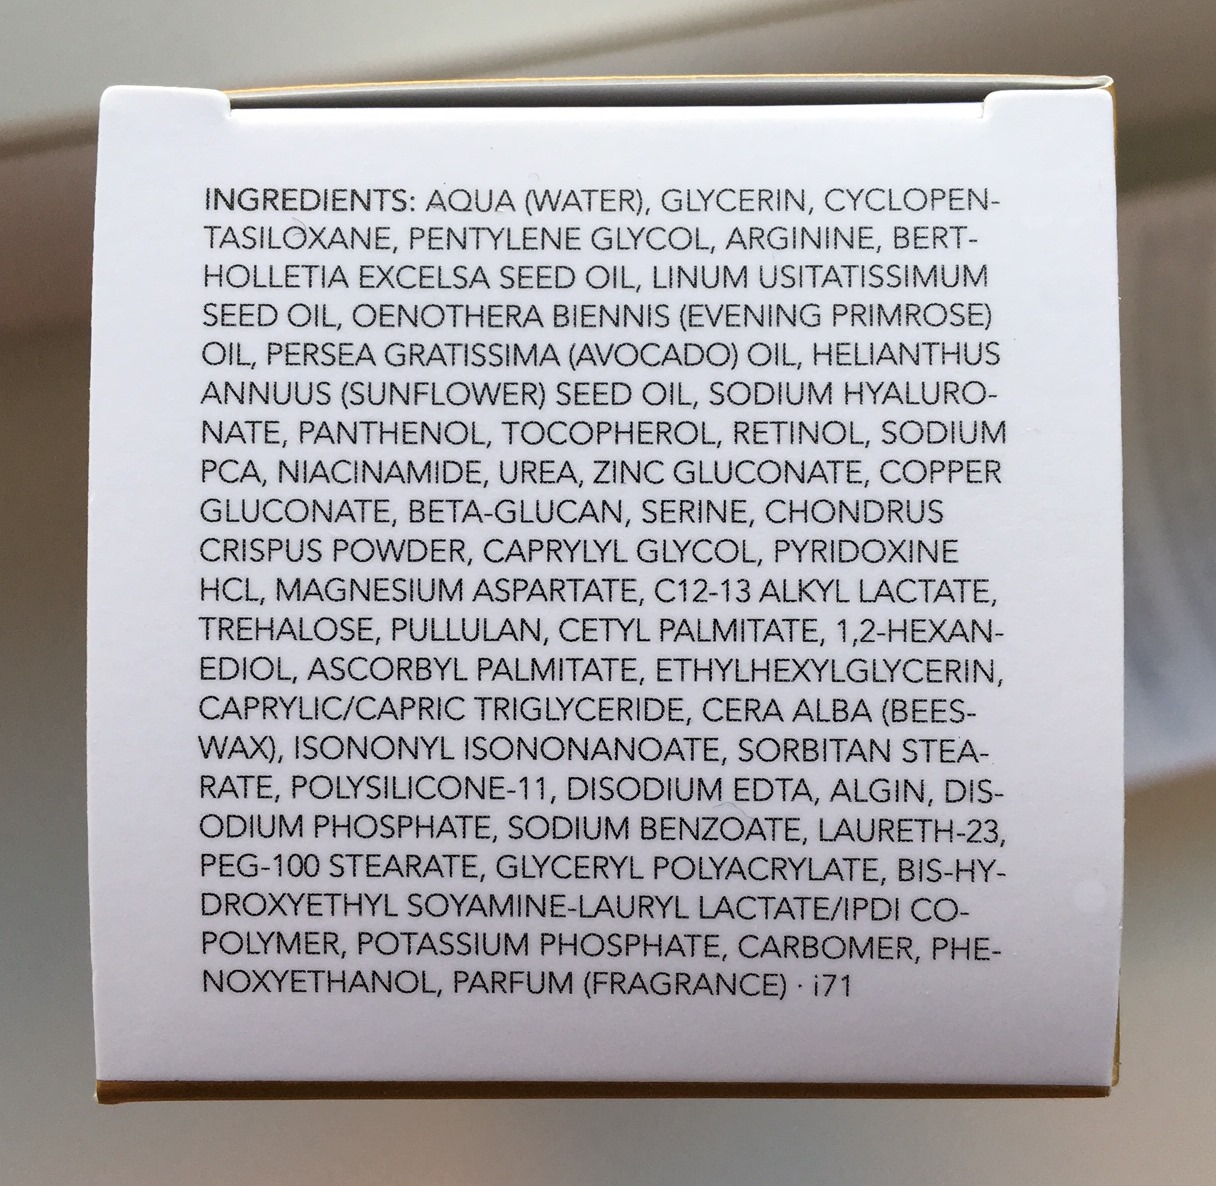 INGREDIENTS: AQUA (WATER), GLYCERIN, CYCLOPEN-
TASILOXANE, PENTYLENE GLYCOL, ARGININE, BERT-
HOLLETIA EXCELSA SEED OIL, LINUM USITATISSIMUM
SEED OIL, OENOTHERA BIENNIS (EVENING PRIMROSE)
OIL, PERSEA GRATISSIMA (AVOCADO) OIL, HELIANTHUS
ANNUUS (SUNFLOWER) SEED OIL, SODIUM HYALURO-
NATE, PANTHENOL, TOCOPHEROL, RETINOL, SODIUM
PCA, NIACINAMIDE, UREA, ZINC GLUCONATE, COPPER
GLUCONATE, BETA-GLUCAN, SERINE, CHONDRUS
CRISPUS POWDER, CAPRYLYL GLYCOL, PYRIDOXINE
HCL, MAGNESIUM ASPARTATE, C12-13 ALKYL LACTATE,
TREHALOSE, PULLULAN, CETYL PALMITATE, 1,2-HEXAN-
EDIOL, ASCORBYL PALMITATE, ETHYLHEXYLGLYCERIN,
CAPRYLIC/CAPRIC TRIGLYCERIDE, CERA ALBA (BEES-
WAX), ISONONYL ISONONANOATE, SORBITAN STEA-
RATE, POLYSILICONE-11, DISODIUM EDTA, ALGIN, DIS-
ODIUM PHOSPHATE, SODIUM BENZOATE, LAURETH-23,
PEG-100 STEARATE, GLYCERYL POLYACRYLATE, BIS-HY-
DROXYETHYL SOYAMINE-LAURYL LACTATE/IPDI CO-
POLYMER, POTASSIUM PHOSPHATE, CARBOMER, PHE-
NOXYETHANOL, PARFUM (FRAGRANCE) · i71